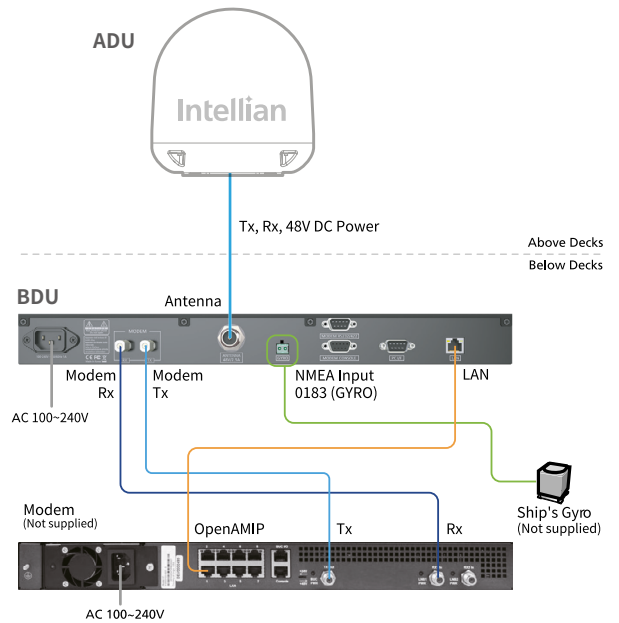 ADU
Intellian
Tx, Rx, 48V DC Power
Above Decks
Below Decks
BDU
Antenna
MODEM
Modem
Rx
Modem
Tx
NMEA Input
0183 (GYRO)
LAN
AC 100~240V
Modem
(Not supplied)
OpenAMIP
Tx
Rx
Ship's Gyro
(Not supplied)
LAN
AC 100~240V